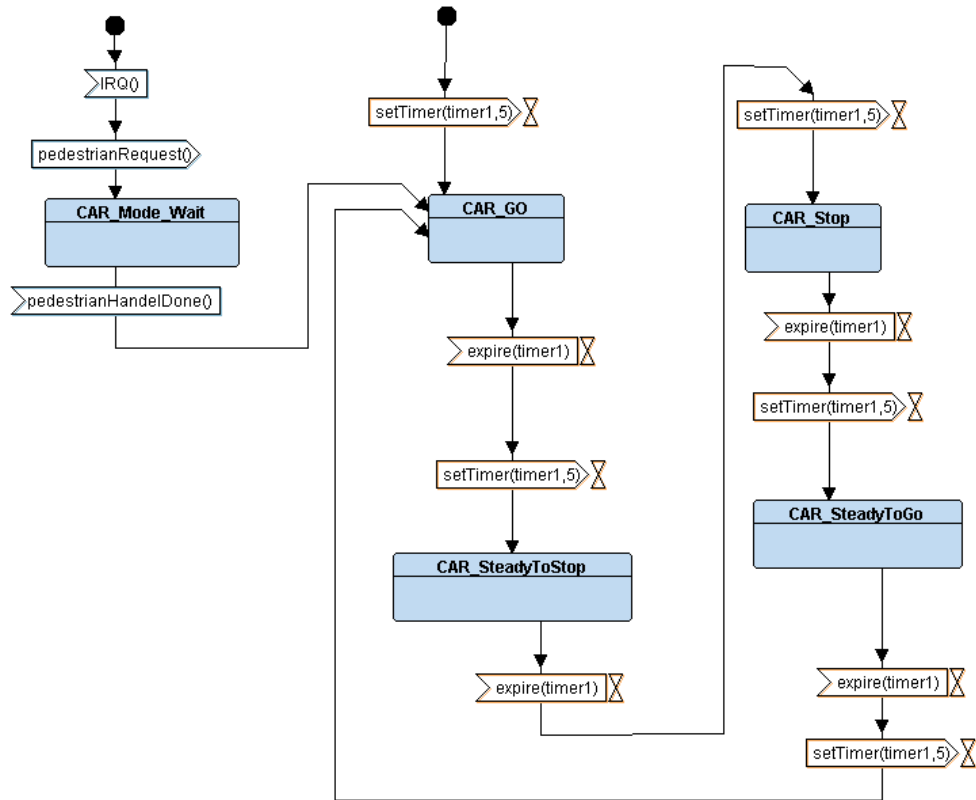 IRQ()
pedestrianRequest()
CAR_Mode_Wait
pedestrianHandelDone()
setTimer(timer1,5)
CAR_GO
expire(timer1)
setTimer(timer1,5)
CAR_SteadyToStop
expire(timer1)
setTimer(timer1,5)
CAR_Stop
expire(timer1)
setTimer(timer1,5)
CAR_SteadyToGo
expire(timer1)
setTimer(timer1,5)